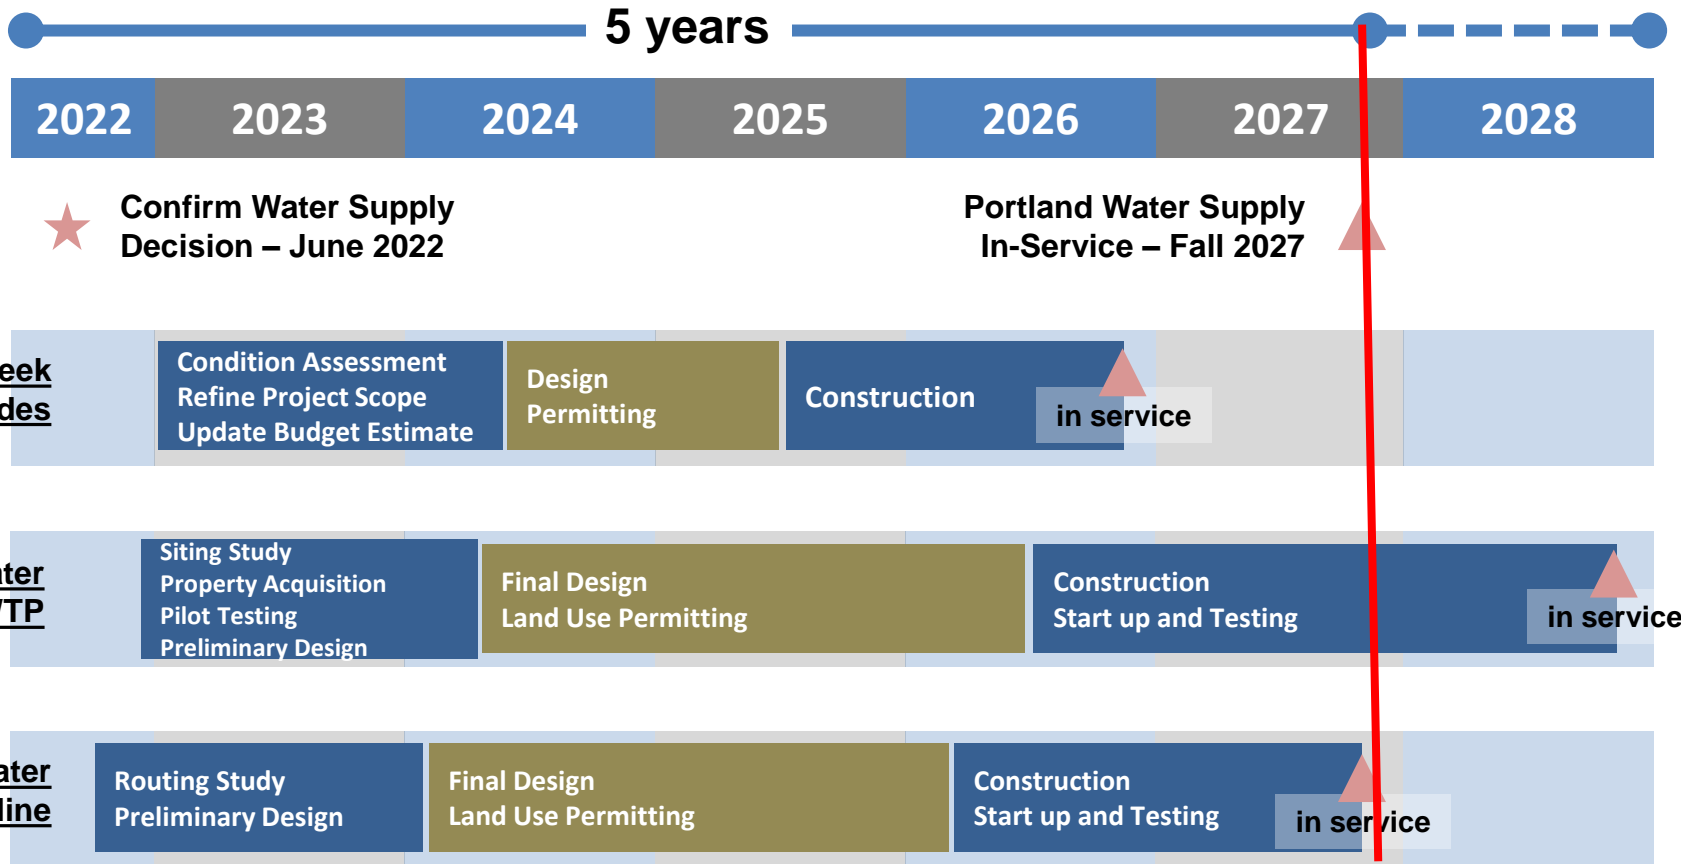 5 years
2022 2023 2024 2025 2026 2027 2028
Confirm Water Supply
Decision – June 2022
Portland Water Supply
In-Service – Fall 2027
eek
des
Condition Assessment
Refine Project Scope
Update Budget Estimate
Design
Permitting
Construction
in service
ater
TP
Siting Study
Property Acquisition
Pilot Testing
Preliminary Design
Final Design
Land Use Permitting
Construction
Start up and Testing
in service
ater
line
Routing Study
Preliminary Design
Final Design
Land Use Permitting
Construction
Start up and Testing
in service